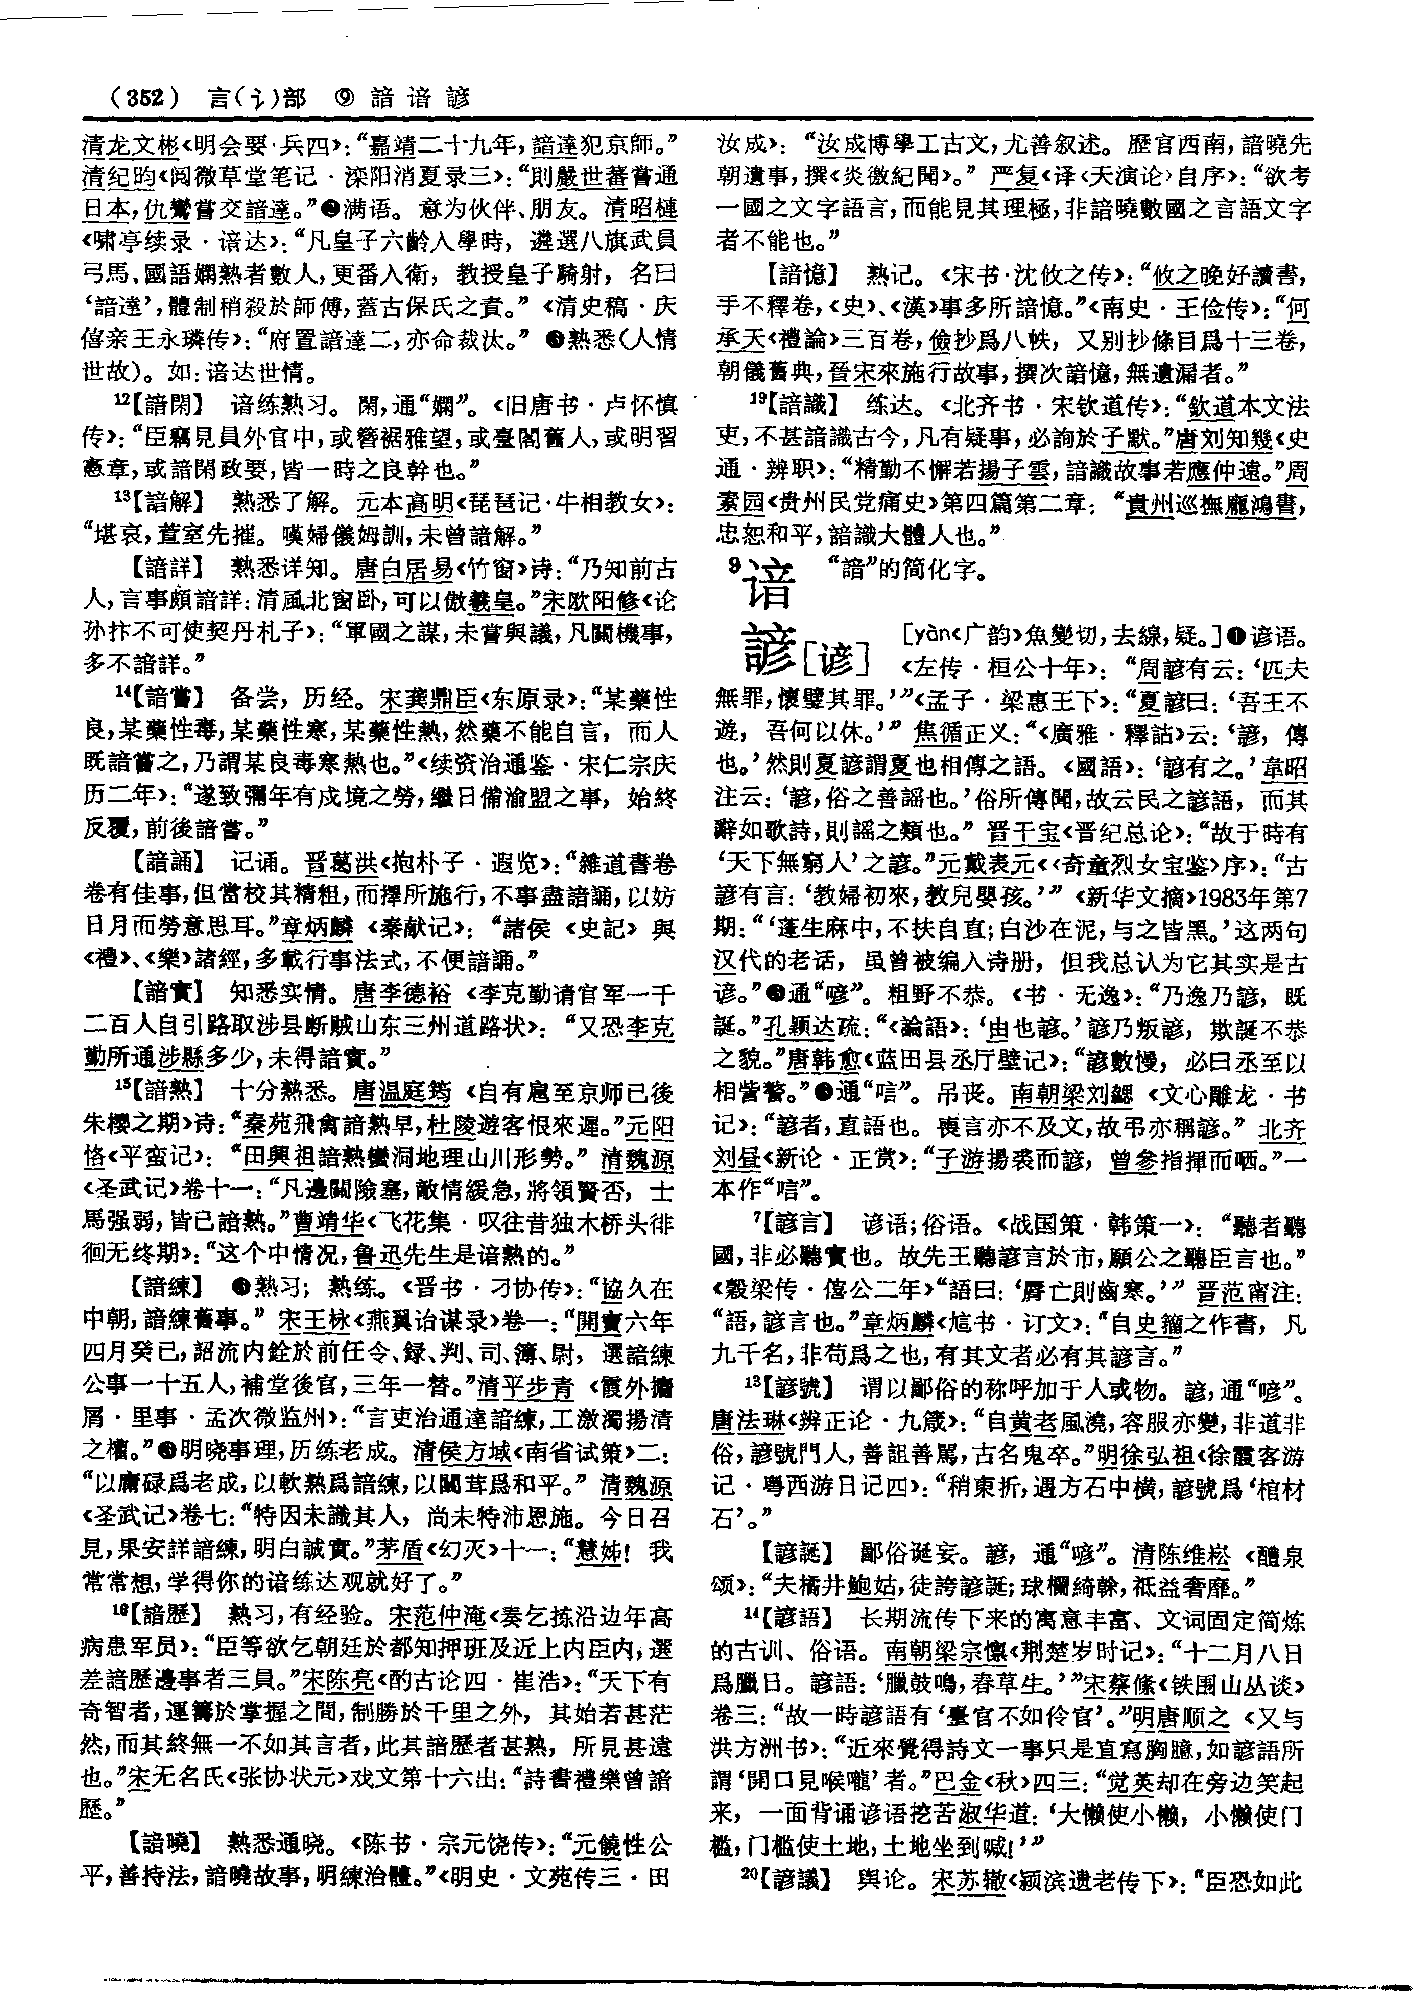 (352) 言(讠)部 ⑨ 諳 谙 諺
清龙文彬《明会要·兵四》：“嘉靖二十九年，諳達犯京師。”
清纪昀《阅微草堂笔记·滦阳消夏录三》：“則嚴世蕃嘗通
日本，仇鸞嘗交諳達。”❷满语。意为伙伴、朋友。清昭槤
《啸亭续录·谙达》：“凡皇子六齡入學時，遴選八旗武員
弓馬、國語嫻熟者數人，更番入衛，教授皇子騎射，名曰
‘諳達’，體制稍殺於師傅，蓋古保氏之責。”《清史稿·庆
僖亲王永璘传》：“府置諳達二，亦命裁汰。”❸熟悉（人情
世故）。如：谙达世情。
12【諳閑】 谙练熟习。閑，通“嫻”。《旧唐书·卢怀慎
传》：“臣竊見員外官中，或簪裾雅望，或臺閣舊人，或明習
憲章，或諳閑政要，皆一時之良幹也。”
13【諳解】 熟悉了解。元本高明《琵琶记·牛相教女》：
“堪哀，萱室先摧。嘆婦儀姆訓，未曾諳解。”
【諳詳】 熟悉详知。唐白居易《竹窗》诗：“乃知前古
人，言事頗諳詳：清風北窗卧，可以傲羲皇。”宋欧阳修《论
孙抃不可使契丹札子》：“軍國之謀，未嘗與議，凡關機事，
多不諳詳。”
14【諳嘗】 备尝，历经。宋龚鼎臣《东原录》：“某藥性
良，某藥性毒，某藥性寒，某藥性熱，然藥不能自言，而人
既諳嘗之，乃謂某良毒寒熱也。”《续资治通鉴·宋仁宗庆
历二年》：“遂致彌年有戍境之勞，繼日備渝盟之事，始終
反覆，前後諳嘗。”
【諳誦】 记诵。晋葛洪《抱朴子·遐览》：“雜道書卷
卷有佳事，但當校其精粗，而擇所施行，不事盡諳誦，以妨
日月而勞意思耳。”章炳麟《秦献记》：“諸侯《史記》與
《禮》、《樂》諸經，多載行事法式，不便諳誦。”
【諳實】 知悉实情。唐李德裕《李克勤请官军一千
二百人自引路取涉县断贼山东三州道路状》：“又恐李克
勤所通涉縣多少，未得諳實。”
15【諳熟】 十分熟悉。唐温庭筠《自有扈至京师已後
朱樱之期》诗：“秦苑飛禽諳熟早，杜陵遊客恨來遲。”元阳
恪《平蛮记》：“田興祖諳熟蠻洞地理山川形勢。”清魏源
《圣武记》卷十一：“凡邊關險塞，敵情緩急，將領賢否，士
馬强弱，皆已諳熟。”曹靖华《飞花集·叹往昔独木桥头徘
徊无终期》：“这个中情况，鲁迅先生是谙熟的。”
【諳練】 ❶熟习；熟练。《晋书·刁协传》：“協久在
中朝，諳練舊事。”宋王栐《燕翼诒谋录》卷一：“開寶六年
四月癸已，詔流内銓於前任令、録、判、司、簿、尉，選諳練
公事一十五人，補堂後官，三年一替。”清平步青《霞外攟
屑·里事·孟次微监州》：“言吏治通達諳練，工激濁揚清
之權。”❷明晓事理，历练老成。清侯方域《南省试策》二：
“以庸碌爲老成，以軟熟爲諳練，以闒茸爲和平。”清魏源
《圣武记》卷七：“特因未識其人，尚未特沛恩施。今日召
見，果安詳諳練，明白誠實。”茅盾《幻灭》十一：“慧姊！我
常常想，学得你的谙练达观就好了。”
16【諳歷】 熟习，有经验。宋范仲淹《奏乞拣沿边年高
病患军员》：“臣等欲乞朝廷於都知押班及近上内臣内，選
差諳歷邊事者三員。”宋陈亮《酌古论四·崔浩》：“天下有
奇智者，運籌於掌握之間，制勝於千里之外，其始若甚茫
然，而其終無一不如其言者，此其諳歷者甚熟，所見甚遠
也。”宋无名氏《张协状元》戏文第十六出：“詩書禮樂曾諳
歷。”
【諳曉】 熟悉通晓。《陈书·宗元饶传》：“元饒性公
平，善持法，諳曉故事，明練治體。”《明史·文苑传三·田
汝成》：“汝成博學工古文，尤善叙述。歷官西南，諳曉先
朝遺事，撰《炎徼紀聞》。”严复《译〈天演论〉自序》：“欲考
一國之文字語言，而能見其理極，非諳曉數國之言語文字
者不能也。”
【諳憶】 熟记。《宋书·沈攸之传》：“攸之晚好讀書，
手不釋卷，《史》、《漢》事多所諳憶。”《南史·王俭传》：“何
承天《禮論》三百卷，儉抄爲八帙，又别抄條目爲十三卷，
朝儀舊典，晉宋來施行故事，撰次諳憶，無遺漏者。”
19【諳識】 练达。《北齐书·宋钦道传》：“欽道本文法
吏，不甚諳識古今，凡有疑事，必詢於子默。”唐刘知幾《史
通·辨职》：“精勤不懈若揚子雲，諳識故事若應仲遠。”周
素园《贵州民党痛史》第四篇第二章：“貴州巡撫龐鴻書，
忠恕和平，諳識大體人也。”
9谙 “諳”的简化字。
諺[谚] [yàn《广韵》魚變切，去線，疑。]❶谚语。
《左传·桓公十年》：“周諺有云：‘匹夫
無罪，懷璧其罪。’”《孟子·梁惠王下》：“夏諺曰：‘吾王不
遊，吾何以休。’”焦循正义：“《廣雅·釋詁》云：‘諺，傳
也。’然則夏諺謂夏也相傳之語。《國語》：‘諺有之。’韋昭
注云：‘諺，俗之善謡也。’俗所傳聞，故云民之諺語，而其
辭如歌詩，則謡之類也。”晋干宝《晋纪总论》：“故于時有
‘天下無窮人’之諺。”元戴表元《〈奇童烈女宝鉴〉序》：“古
諺有言：‘教婦初來，教兒嬰孩。’”《新华文摘》1983年第7
期：“‘蓬生麻中，不扶自直；白沙在泥，与之皆黑。’这两句
汉代的老话，虽曾被编入诗册，但我总认为它其实是古
谚。”❷通“喭”。粗野不恭。《书·无逸》：“乃逸乃諺，既
誕。”孔颖达疏：“《論語》：‘由也諺。’諺乃叛諺，欺誕不恭
之貌。”唐韩愈《蓝田县丞厅壁记》：“諺數慢，必曰丞至以
相訾謷。”❸通“唁”。吊丧。南朝梁刘勰《文心雕龙·书
记》：“諺者，直語也。喪言亦不及文，故弔亦稱諺。”北齐
刘昼《新论·正赏》：“子游揚裘而諺，曾參指揮而哂。”一
本作“唁”。
7【諺言】 谚语；俗语。《战国策·韩策一》：“聽者聽
國，非必聽實也。故先王聽諺言於市，願公之聽臣言也。”
《穀梁传·僖公二年》“語曰：‘脣亡則齒寒。’”晋范甯注：
“語，諺言也。”章炳麟《訄书·订文》：“自史籀之作書，凡
九千名，非苟爲之也，有其文者必有其諺言。”
13【諺號】 谓以鄙俗的称呼加于人或物。諺，通“喭”。
唐法琳《辨正论·九箴》：“自黄老風澆，容服亦變，非道非
俗，諺號門人，善詛善駡，古名鬼卒。”明徐弘祖《徐霞客游
记·粤西游日记四》：“稍東折，遇方石中横，諺號爲‘棺材
石’。”
【諺誕】 鄙俗诞妄。諺，通“喭”。清陈维崧《醴泉
颂》：“夫橘井鮑姑，徒誇諺誕；球欄綺榦，祗益奢靡。”
14【諺語】 长期流传下来的寓意丰富、文词固定简炼
的古训、俗语。南朝梁宗懔《荆楚岁时记》：“十二月八日
爲臘日。諺語：‘臘鼓鳴，春草生。’”宋蔡絛《铁围山丛谈》
卷三：“故一時諺語有‘臺官不如伶官’。”明唐顺之《又与
洪方洲书》：“近來覺得詩文一事只是直寫胸臆，如諺語所
謂‘開口見喉嚨’者。”巴金《秋》四三：“觉英却在旁边笑起
来，一面背诵谚语挖苦淑华道：‘大懒使小懒，小懒使门
槛，门槛使土地，土地坐到喊！’”
20【諺議】 舆论。宋苏辙《颍滨遗老传下》：“臣恐如此